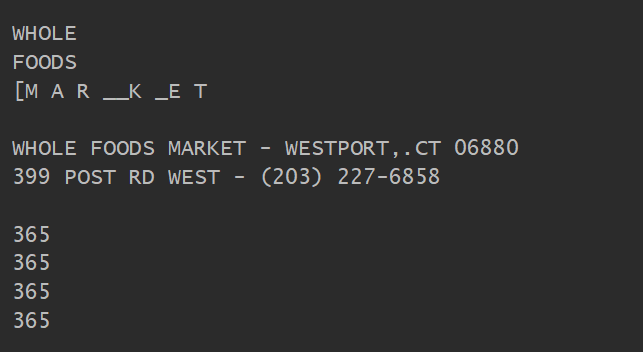 WHOLE
FOODS
[M A R __K _E T
WHOLE FOODS MARKET - WESTPORT,.CT 06880
399 POST RD WEST - (203) 227-6858
365
365
365
365